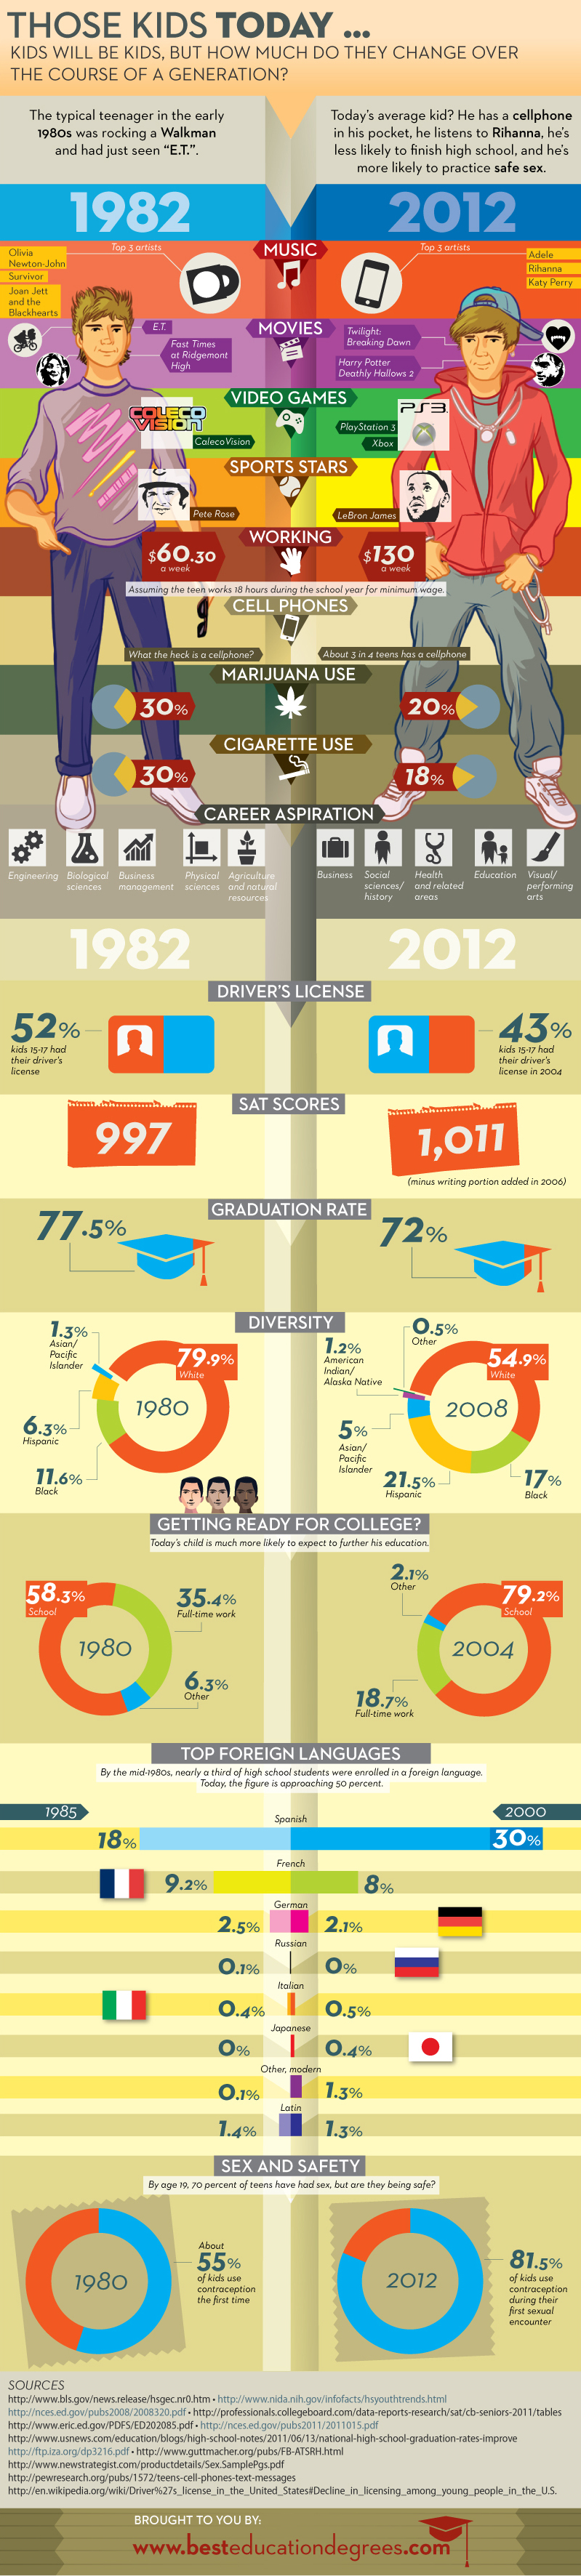 THOSE KIDS TODAY ...
KIDS WILL BE KIDS, BUT HOW MUCH DO THEY CHANGE OVER
THE COURSE OF A GENERATION?
The typical teenager in the early
1980s was rocking a Walkman
and had just seen “E.T.”.
Today's average kid? He has a cellphone
in his pocket, he listens to Rihanna, he's
less likely to finish high school, and he's
more likely to practice safe sex.
1982
2012
MUSIC
Top 3 artists
Olivia
Newton-John
Survivor
Joan Jett
and the
Blackhearts
Top 3 artists
Adele
Rihanna
Katy Perry
MOVIES
E.T.
Fast Times
at Ridgemont
High
Twilight:
Breaking Dawn
Harry Potter
Deathly Hallows 2
VIDEO GAMES
COLECO
VISION
CalecoVision
PS3
PlayStation 3
Xbox
SPORTS STARS
Pete Rose
LeBron James
WORKING
$60.30
a week
$130
a week
Assuming the teen works 18 hours during the school year for minimum wage.
CELL PHONES
What the heck is a cellphone?
About 3 in 4 teens has a cellphone
MARIJUANA USE
30%
20%
CIGARETTE USE
30%
18%
CAREER ASPIRATION
Engineering
Biological
sciences
Business
management
Physical
sciences
Agriculture
and natural
resources
Business
Social
sciences/
history
Health
and related
areas
Education
Visual/
performing
arts
1982
2012
DRIVER'S LICENSE
52%
kids 15-17 had
their driver's
license
43%
kids 15-17 had
their driver's
license in 2004
SAT SCORES
997
1,011
(minus writing portion added in 2006)
GRADUATION RATE
77.5%
72%
DIVERSITY
1.3%
Asian/
Pacific
Islander
79.9%
White
1980
6.3%
Hispanic
11.6%
Black
0.5%
Other
1.2%
American
Indian/
Alaska Native
54.9%
White
2008
5%
Asian/
Pacific
Islander
21.5%
Hispanic
17%
Black
GETTING READY FOR COLLEGE?
Today's child is much more likely to expect to further his education.
58.3%
School
35.4%
Full-time work
1980
6.3%
Other
2.1%
Other
79.2%
School
2004
18.7%
Full-time work
TOP FOREIGN LANGUAGES
By the mid-1980s, nearly a third of high school students were enrolled in a foreign language.
Today, the figure is approaching 50 percent.
1985
2000
Spanish
18%
30%
French
9.2%
8%
German
2.5%
2.1%
Russian
0.1%
0%
Italian
0.4%
0.5%
Japanese
0%
0.4%
Other, modern
0.1%
1.3%
Latin
1.4%
1.3%
SEX AND SAFETY
By age 19, 70 percent of teens have had sex, but are they being safe?
1980
About
55%
of kids use
contraception
the first time
2012
81.5%
of kids use
contraception
during their
first sexual
encounter
SOURCES
http://www.bls.gov/news.release/hsgec.nr0.htm • http://www.nida.nih.gov/infofacts/hsyouthtrends.html
http://nces.ed.gov/pubs2008/2008320.pdf • http://professionals.collegeboard.com/data-reports-research/sat/cb-seniors-2011/tables
http://www.eric.ed.gov/PDFS/ED202085.pdf • http://nces.ed.gov/pubs2011/2011015.pdf
http://www.usnews.com/education/blogs/high-school-notes/2011/06/13/national-high-school-graduation-rates-improve
http://ftp.iza.org/dp3216.pdf • http://www.guttmacher.org/pubs/FB-ATSRH.html
http://www.newstrategist.com/productdetails/Sex.SamplePgs.pdf
http://pewresearch.org/pubs/1572/teens-cell-phones-text-messages
http://en.wikipedia.org/wiki/Driver%27s_license_in_the_United_States#Decline_in_licensing_among_young_people_in_the_U.S.
BROUGHT TO YOU BY:
www.besteducationdegrees.com